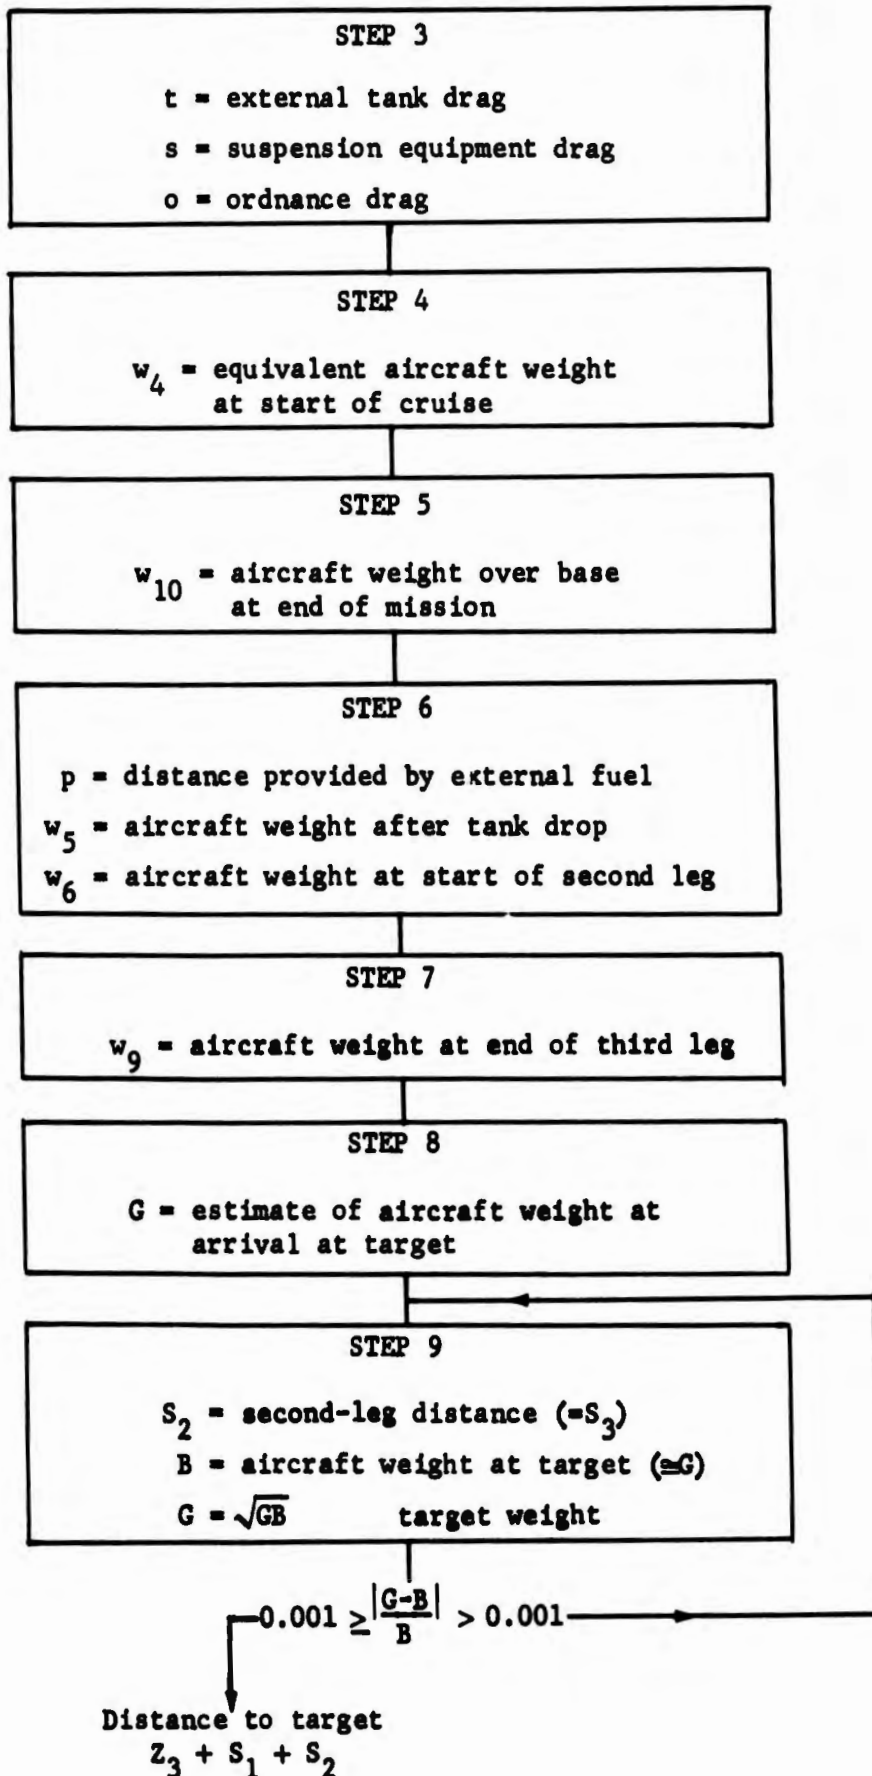 STEP 3
t = external tank drag
s = suspension equipment drag
o = ordnance drag
STEP 4
w₄ = equivalent aircraft weight
at start of cruise
STEP 5
w₁₀ = aircraft weight over base
at end of mission
STEP 6
p = distance provided by external fuel
w₅ = aircraft weight after tank drop
w₆ = aircraft weight at start of second leg
STEP 7
w₉ = aircraft weight at end of third leg
STEP 8
G = estimate of aircraft weight at
arrival at target
STEP 9
S₂ = second-leg distance (=S₃)
B = aircraft weight at target (≅G)
G = √GB target weight
0.001 ≥ |G-B / B| > 0.001
Distance to target
Z₃ + S₁ + S₂